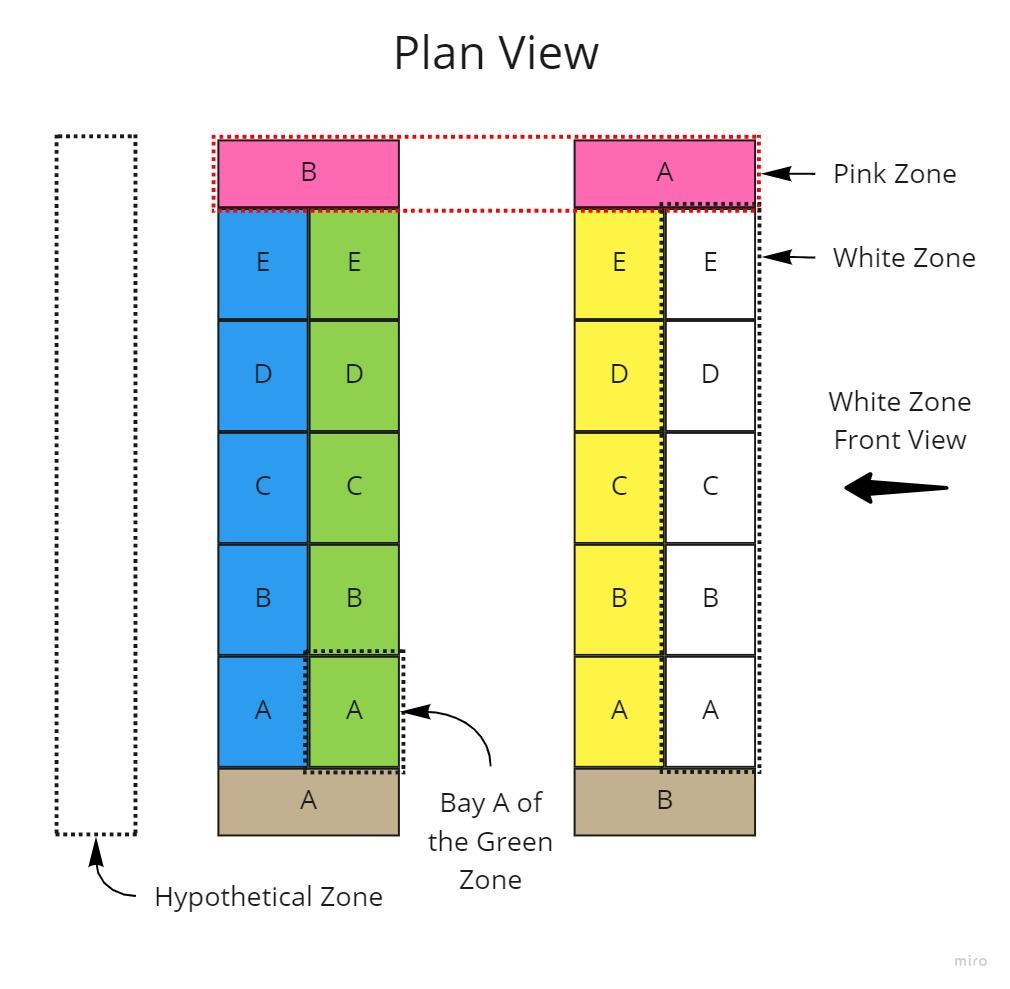 Plan View
B
A
Pink Zone
E
E
E
E
White Zone
D
D
D
D
White Zone
Front View
C
C
C
C
B
B
B
B
A
A
A
A
A
B
Bay A of
the Green
Zone
Hypothetical Zone
miro